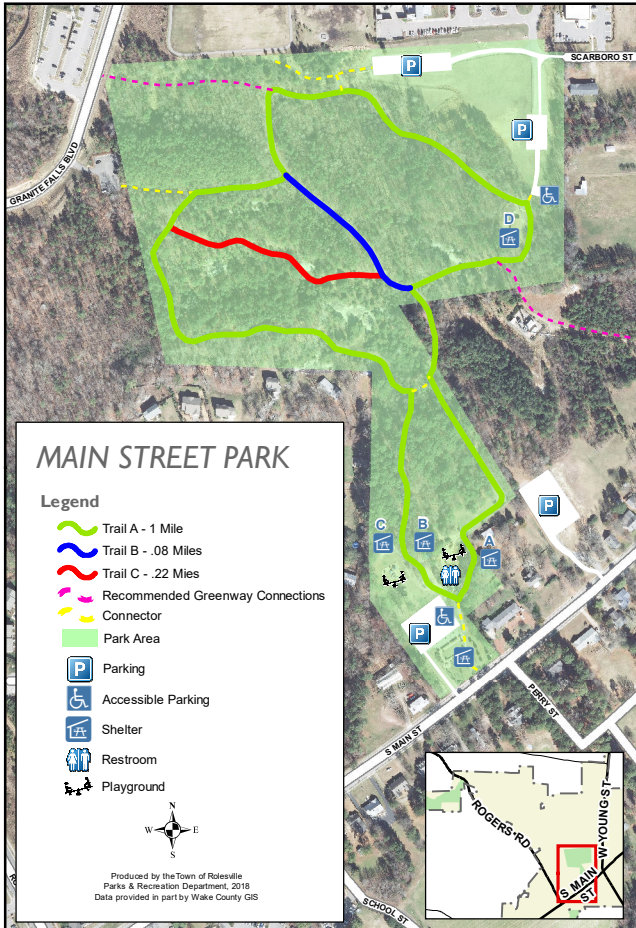 P
SCARBORO ST
P
GRANITE FALLS BLVD
D
MAIN STREET PARK
Legend
Trail A - 1 Mile
Trail B - .08 Miles
Trail C - .22 Mies
Recommended Greenway Connections
Connector
Park Area
P Parking
Accessible Parking
Shelter
Restroom
Playground
N
W E
S
Produced by theTown of Rolesville
Parks & Recreation Department, 2018
Data provided in part by Wake County GIS
P
C
B
A
P
PERRY ST
S MAIN ST
SCHOOL ST
ROGERS RD
W YOUNG ST
S MAIN
ST